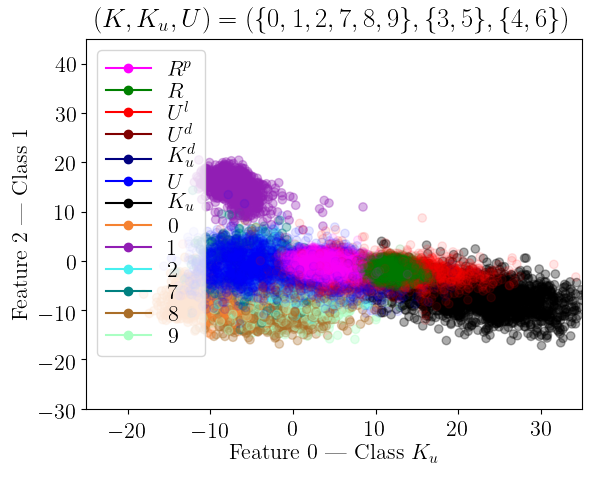 (K, K_u, U) = ({0, 1, 2, 7, 8, 9}, {3, 5}, {4, 6})
Feature 2 — Class 1
40
30
20
10
0
−10
−20
−30
R^p
R
U^l
U^d
K_u^d
U
K_u
0
1
2
7
8
9
−20
−10
0
10
20
30
Feature 0 — Class K_u